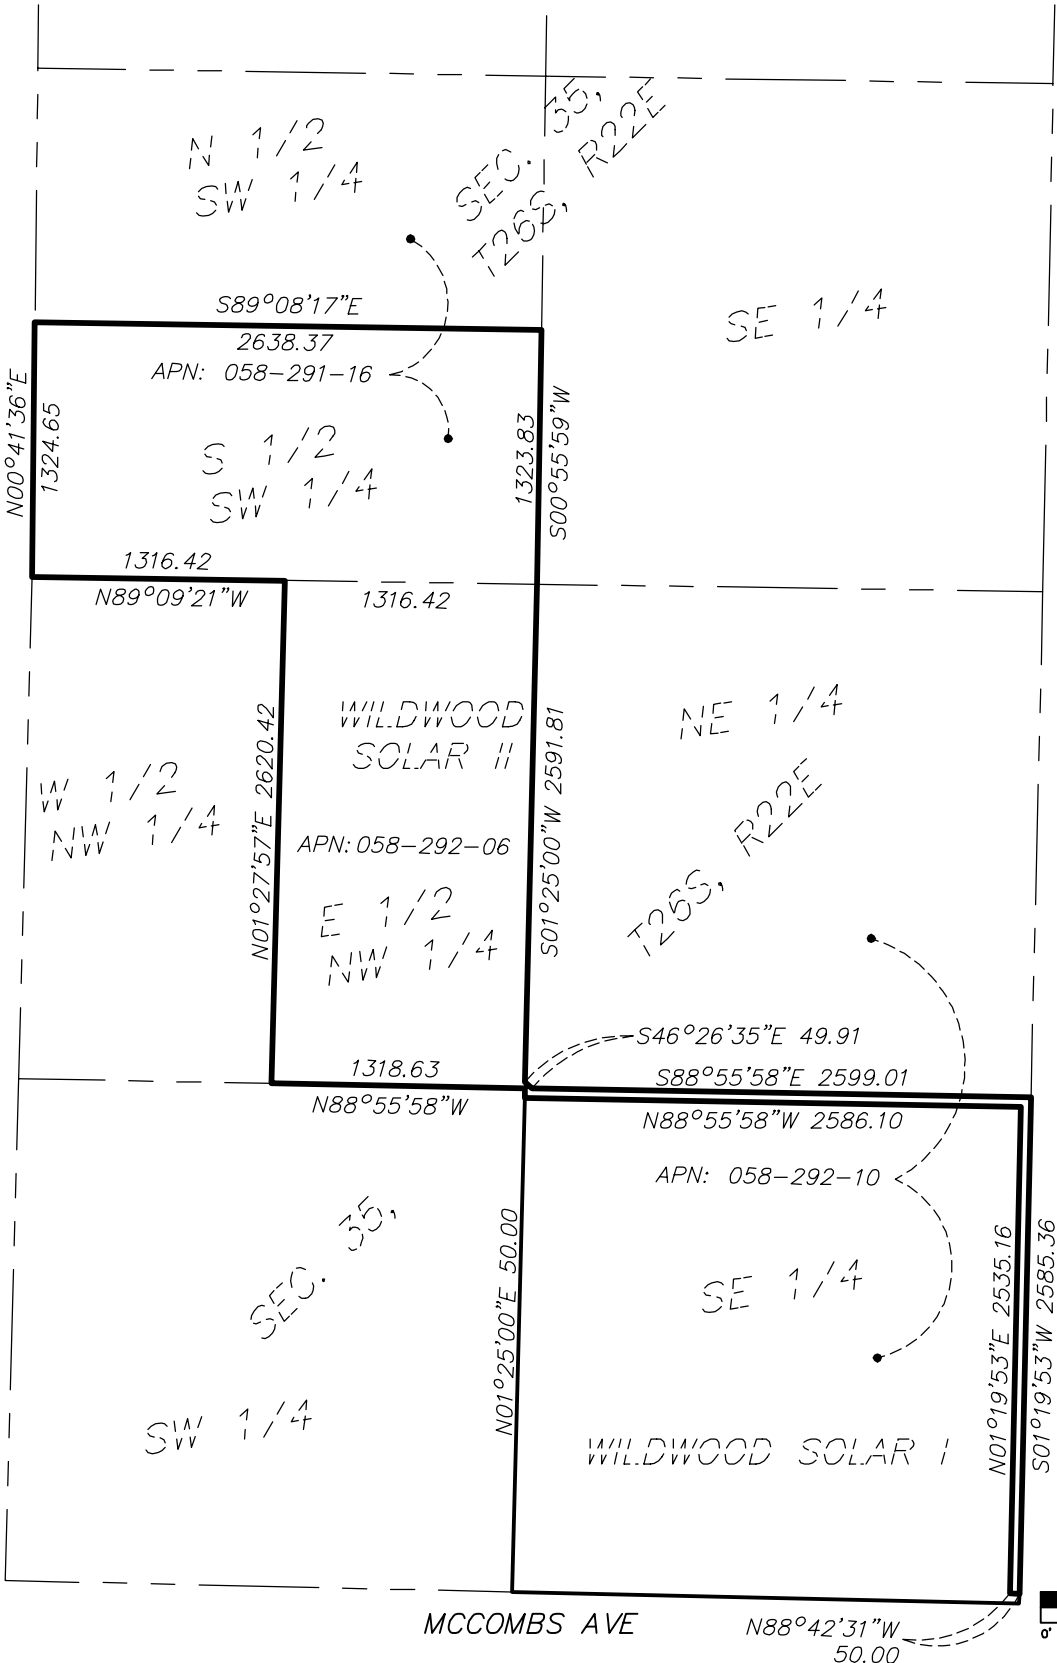 N 1/2
SW 1/4
SEC. 35,
T26S, R22E
SE 1/4
S89°08'17"E
2638.37
APN: 058-291-16
N00°41'36"E
1324.65
S 1/2
SW 1/4
1323.83
S00°55'59"W
1316.42
N89°09'21"W
1316.42
WILDWOOD
SOLAR II
NE 1/4
W 1/2
NW 1/4
N01°27'57"E 2620.42
APN: 058-292-06
S01°25'00"W 2591.81
T26S, R22E
E 1/2
NW 1/4
S46°26'35"E 49.91
1318.63
N88°55'58"W
S88°55'58"E 2599.01
N88°55'58"W 2586.10
APN: 058-292-10
SEC. 35,
N01°25'00"E 50.00
SE 1/4
N01°19'53"E 2535.16
S01°19'53"W 2585.36
SW 1/4
WILDWOOD SOLAR I
MCCOMBS AVE
N88°42'31"W
50.00